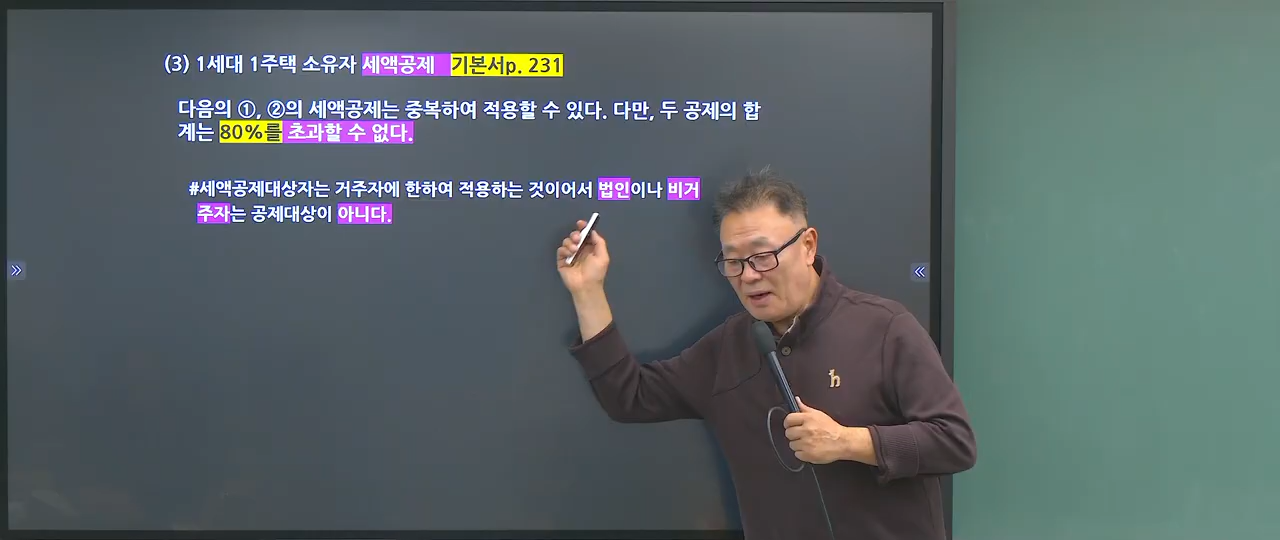 (3) 1세대 1주택 소유자 세액공제 기본서p. 231
다음의 ①, ②의 세액공제는 중복하여 적용할 수 있다. 다만, 두 공제의 합
계는 80%를 초과할 수 없다.
#세액공제대상자는 거주자에 한하여 적용하는 것이어서 법인이나 비거
주자는 공제대상이 아니다.